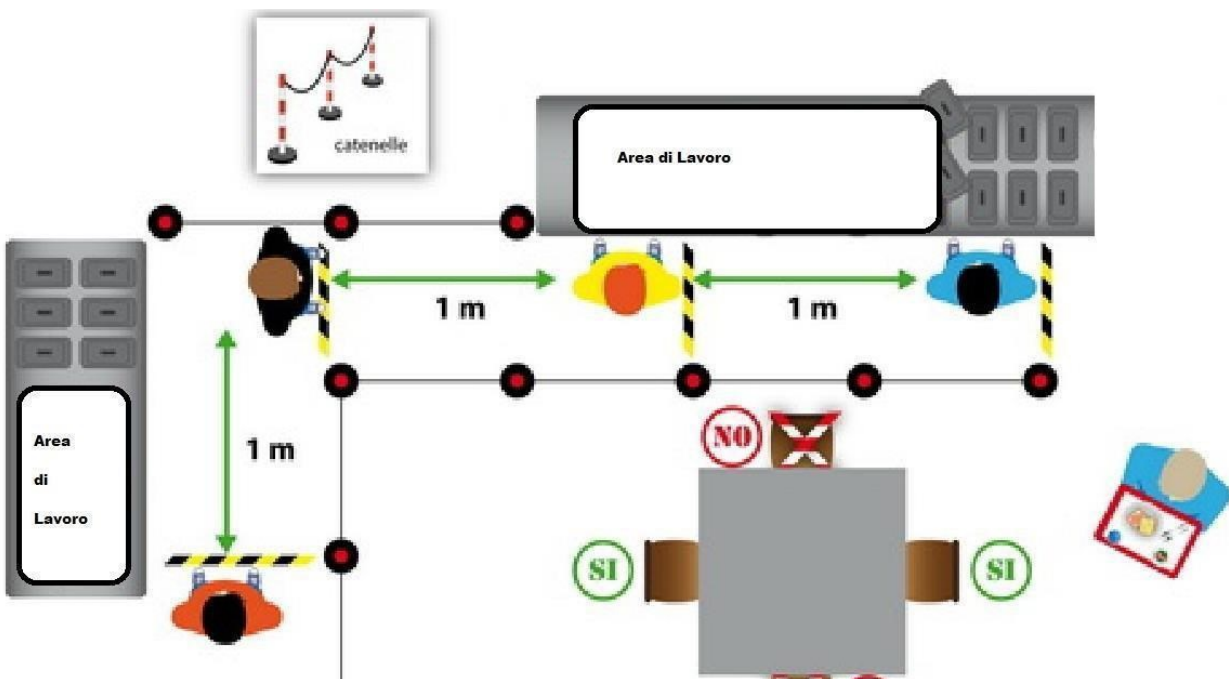 catenelle
Area di Lavoro
1 m
1 m
Area
di
Lavoro
1 m
NO
SI
SI